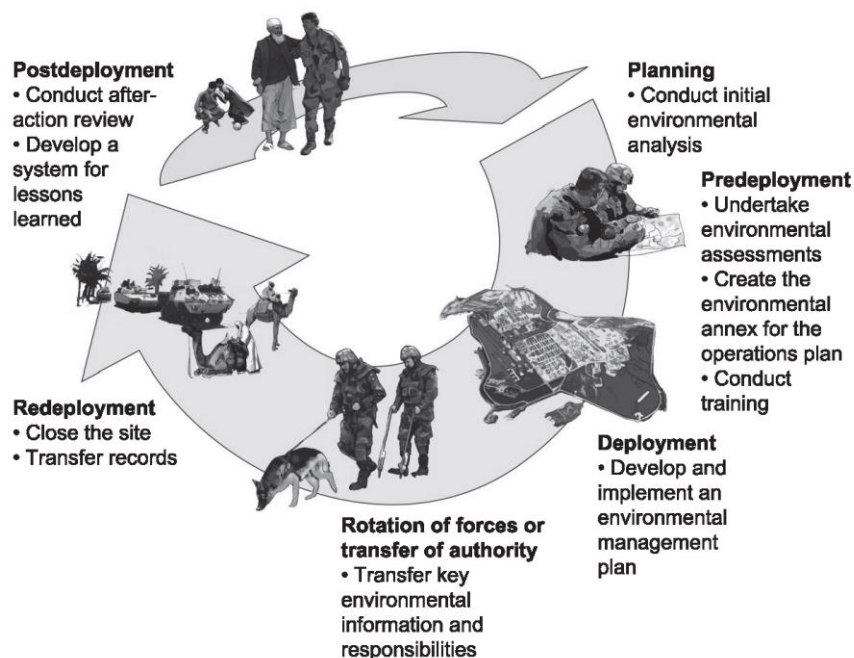 Postdeployment
• Conduct after-
action review
• Develop a
system for
lessons
learned
Planning
• Conduct initial
environmental
analysis
Predeployment
• Undertake
environmental
assessments
• Create the
environmental
annex for the
operations plan
• Conduct
training
Deployment
• Develop and
implement an
environmental
management
plan
Rotation of forces or
transfer of authority
• Transfer key
environmental
information and
responsibilities
Redeployment
• Close the site
• Transfer records